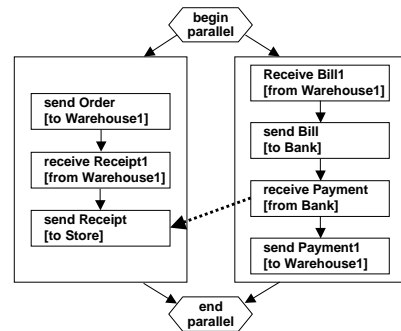 begin
parallel
send Order
[to Warehouse1]
receive Receipt1
[from Warehouse1]
send Receipt
[to Store]
Receive Bill1
[from Warehouse1]
send Bill
[to Bank]
receive Payment
[from Bank]
send Payment1
[to Warehouse1]
end
parallel